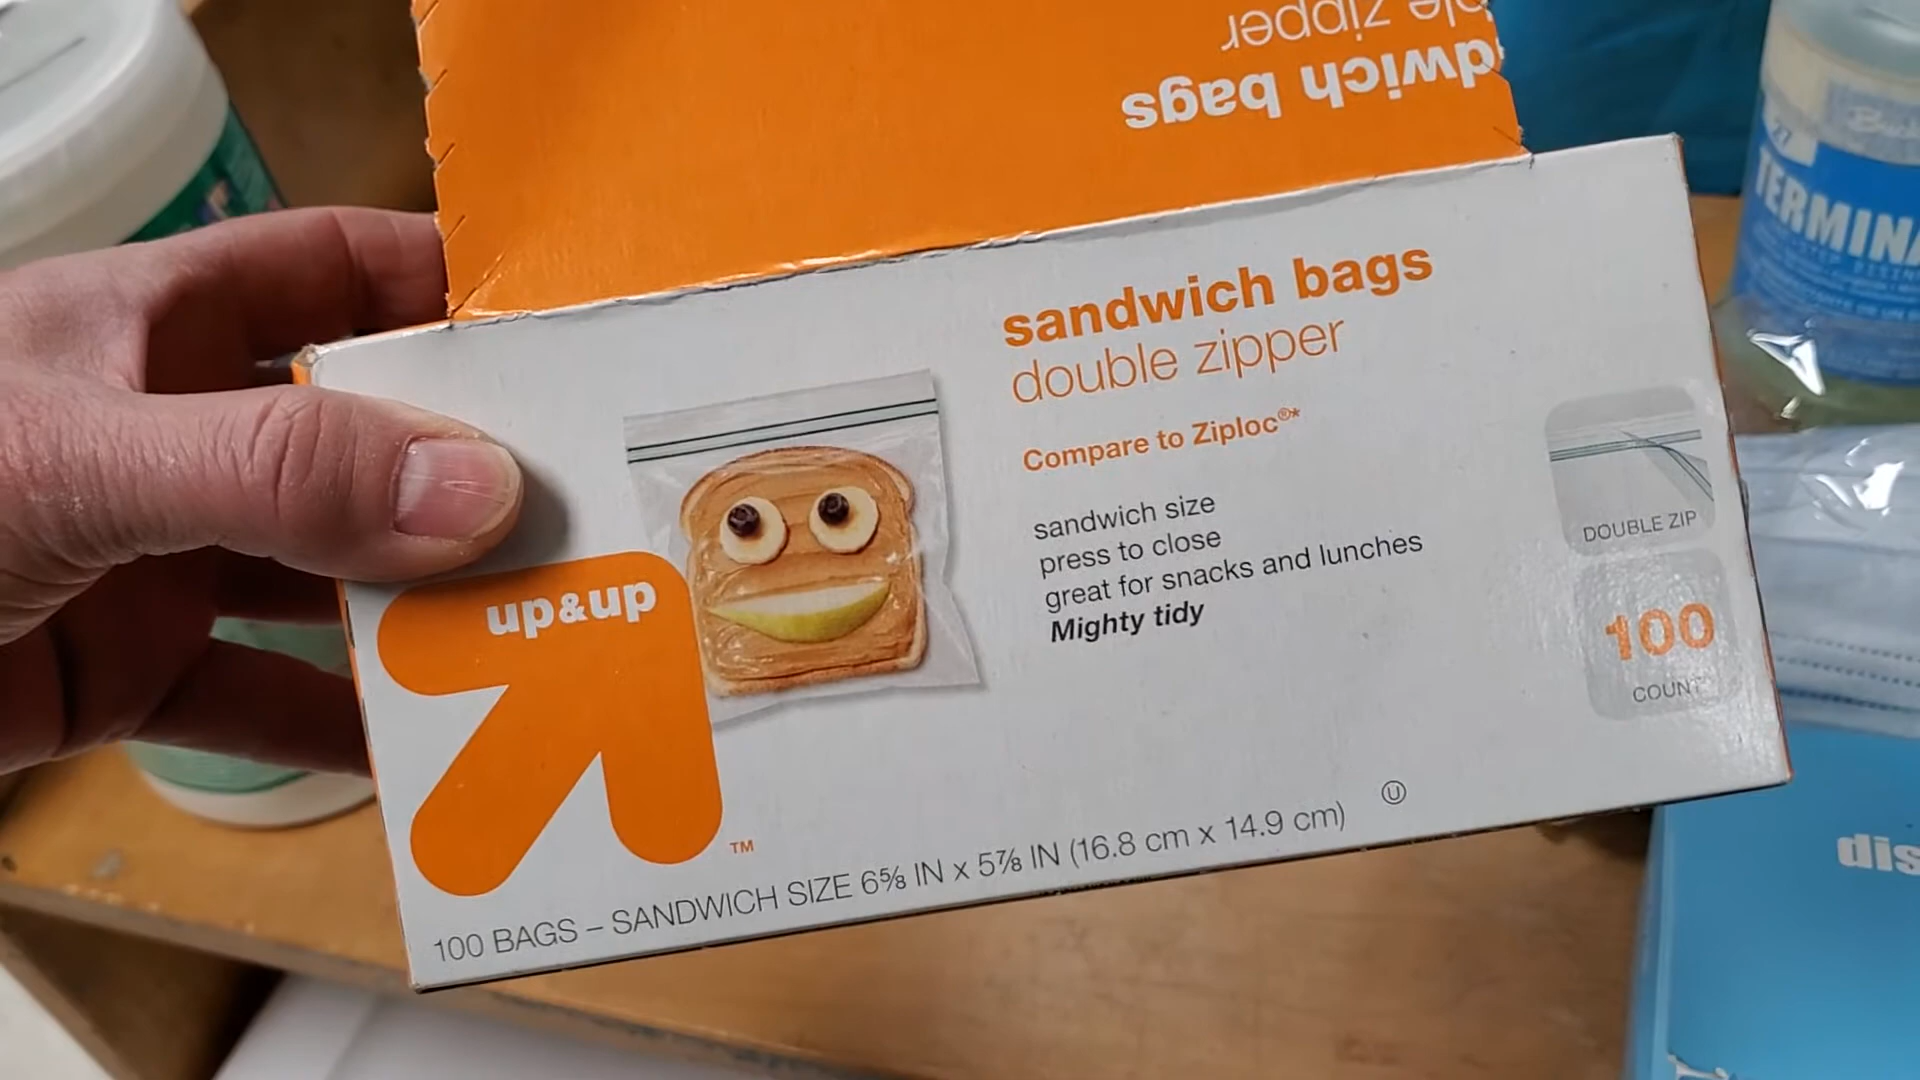 ple zipper
dwich bags
sandwich bags
double zipper
Compare to Ziploc®*
sandwich size
press to close
great for snacks and lunches
Mighty tidy
DOUBLE ZIP
100
COUNT
up&up
TM
100 BAGS – SANDWICH SIZE 6⅝ IN x 5⅞ IN (16.8 cm x 14.9 cm)
U
27
TERMINA
dis